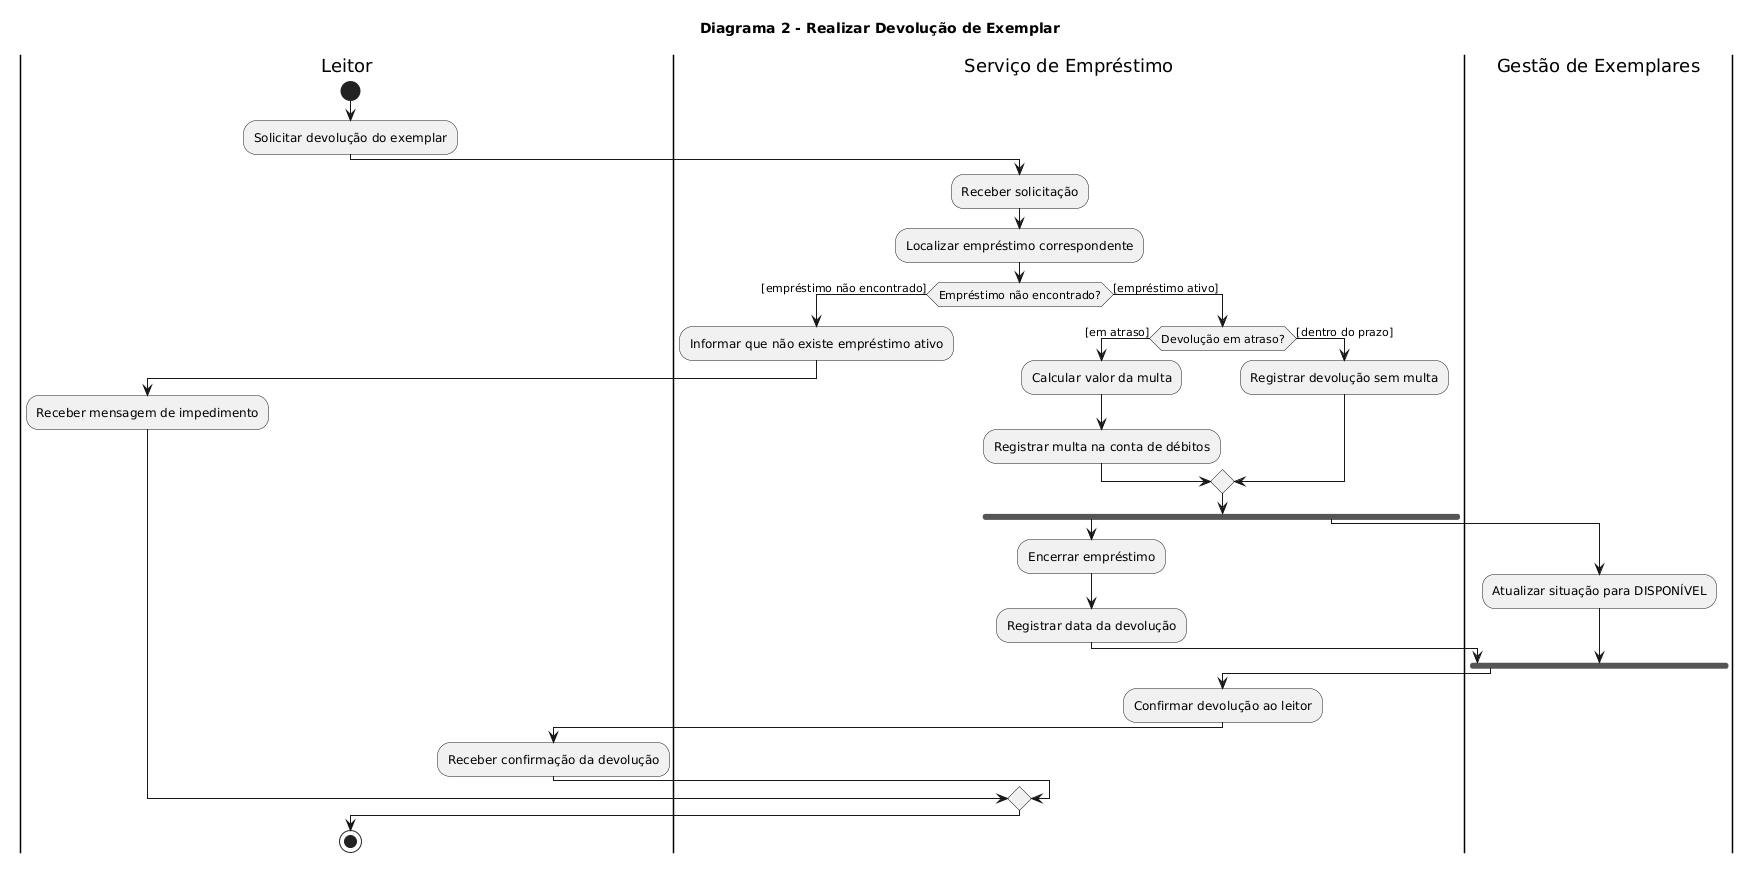 Diagrama 2 - Realizar Devolução de Exemplar
Leitor
Serviço de Empréstimo
Gestão de Exemplares
Solicitar devolução do exemplar
Receber solicitação
Localizar empréstimo correspondente
[empréstimo não encontrado]
Empréstimo não encontrado?
[empréstimo ativo]
Informar que não existe empréstimo ativo
[em atraso]
Devolução em atraso?
[dentro do prazo]
Calcular valor da multa
Registrar devolução sem multa
Receber mensagem de impedimento
Registrar multa na conta de débitos
Encerrar empréstimo
Atualizar situação para DISPONÍVEL
Registrar data da devolução
Confirmar devolução ao leitor
Receber confirmação da devolução